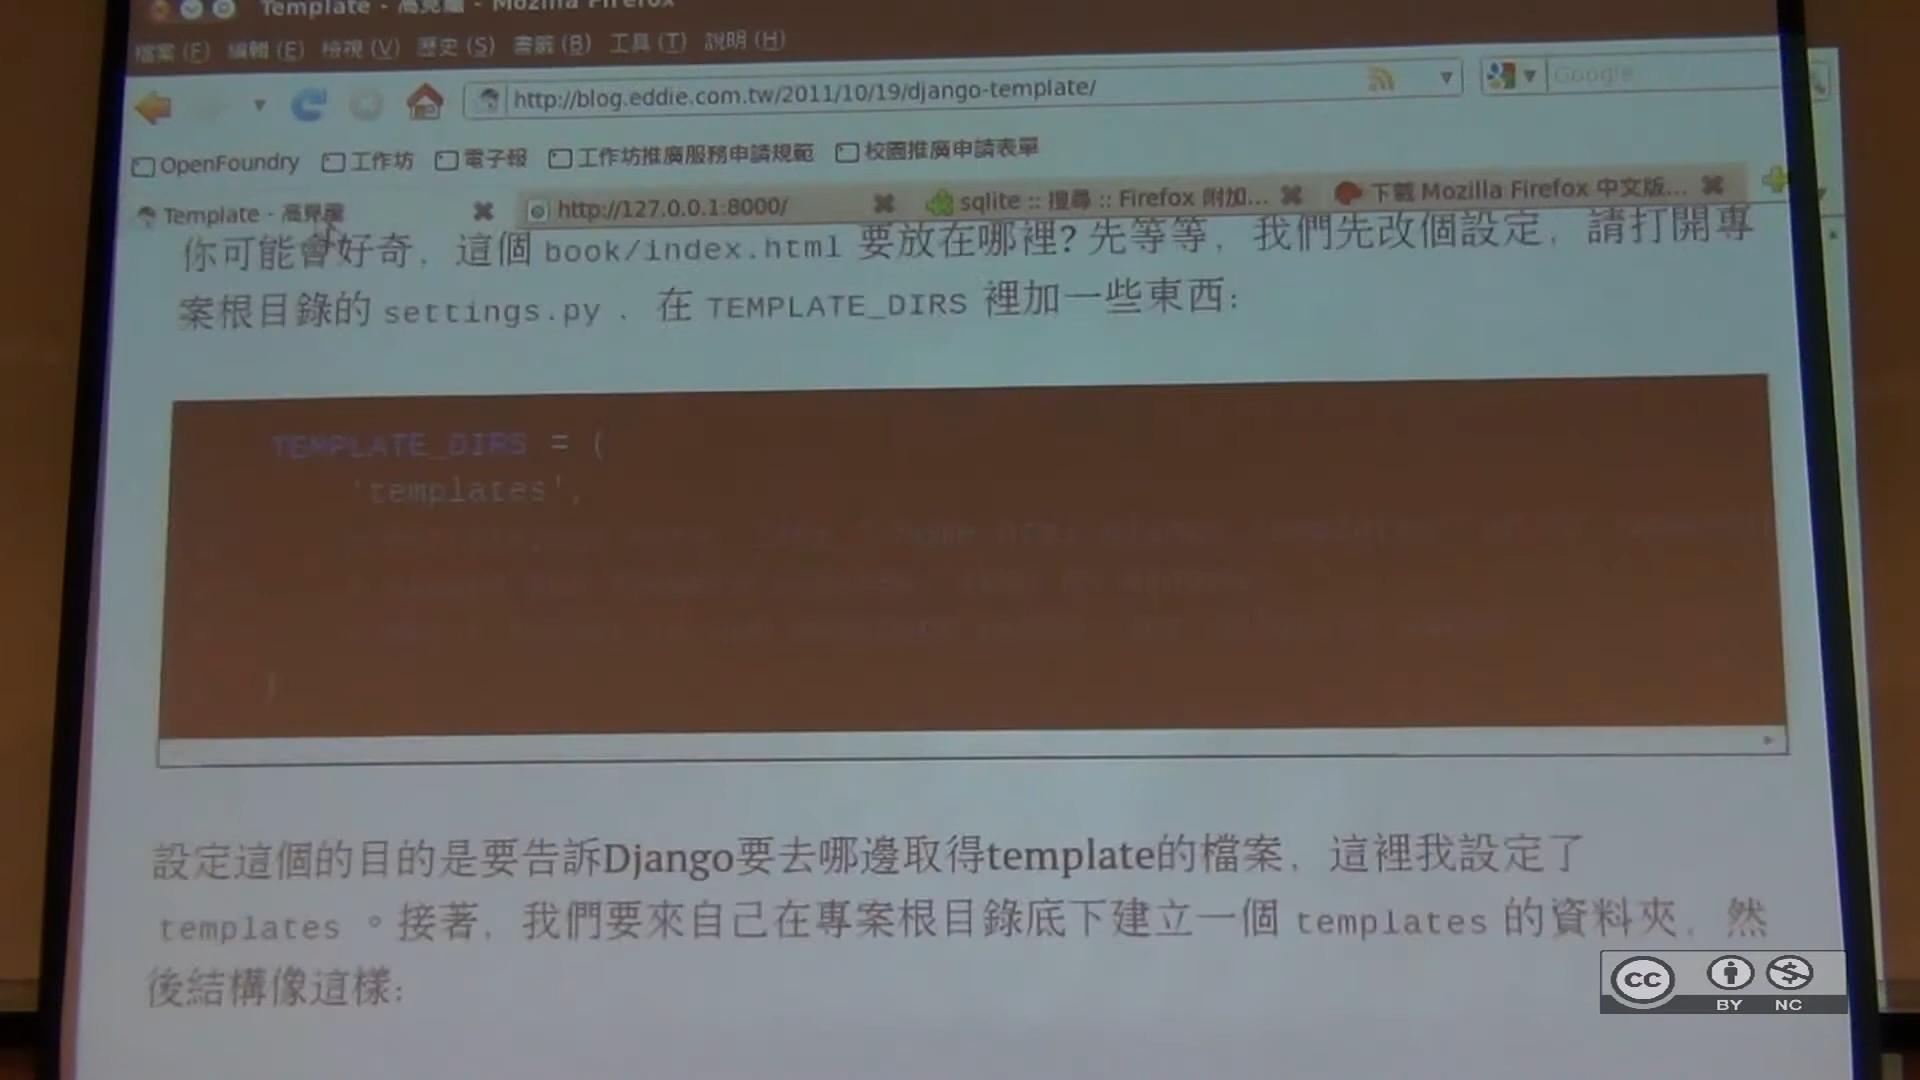 Template - 高見龍 - Mozilla Firefox
檔案 (F) 編輯 (E) 檢視 (V) 歷史 (S) 書籤 (B) 工具 (T) 說明 (H)
http://blog.eddie.com.tw/2011/10/19/django-template/
Google
OpenFoundry 工作坊 電子報 工作坊推廣服務申請規範 校園推廣申請表單
Template - 高見龍 http://127.0.0.1:8000/ sqlite :: 搜尋 :: Firefox 附加... 下載 Mozilla Firefox 中文版...
你可能會好奇，這個 book/index.html 要放在哪裡? 先等等，我們先改個設定，請打開專
案根目錄的 settings.py ，在 TEMPLATE_DIRS 裡加一些東西:
TEMPLATE_DIRS = (
'templates',
)
設定這個的目的是要告訴Django要去哪邊取得template的檔案，這裡我設定了
templates 。接著，我們要來自己在專案根目錄底下建立一個 templates 的資料夾，然
後結構像這樣:
CC BY NC